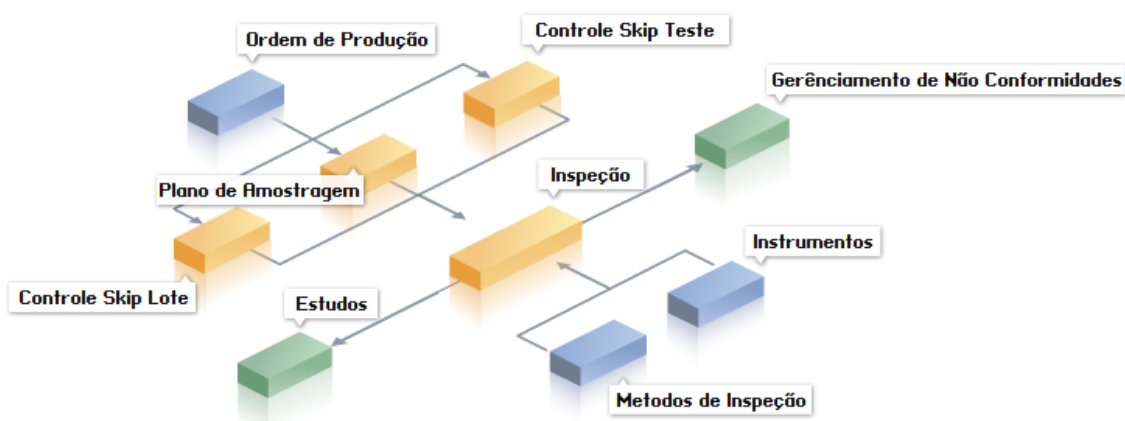 Ordem de Produção
Controle Skip Teste
Gerênciamento de Não Conformidades
Plano de Amostragem
Inspeção
Instrumentos
Controle Skip Lote
Estudos
Metodos de Inspeção